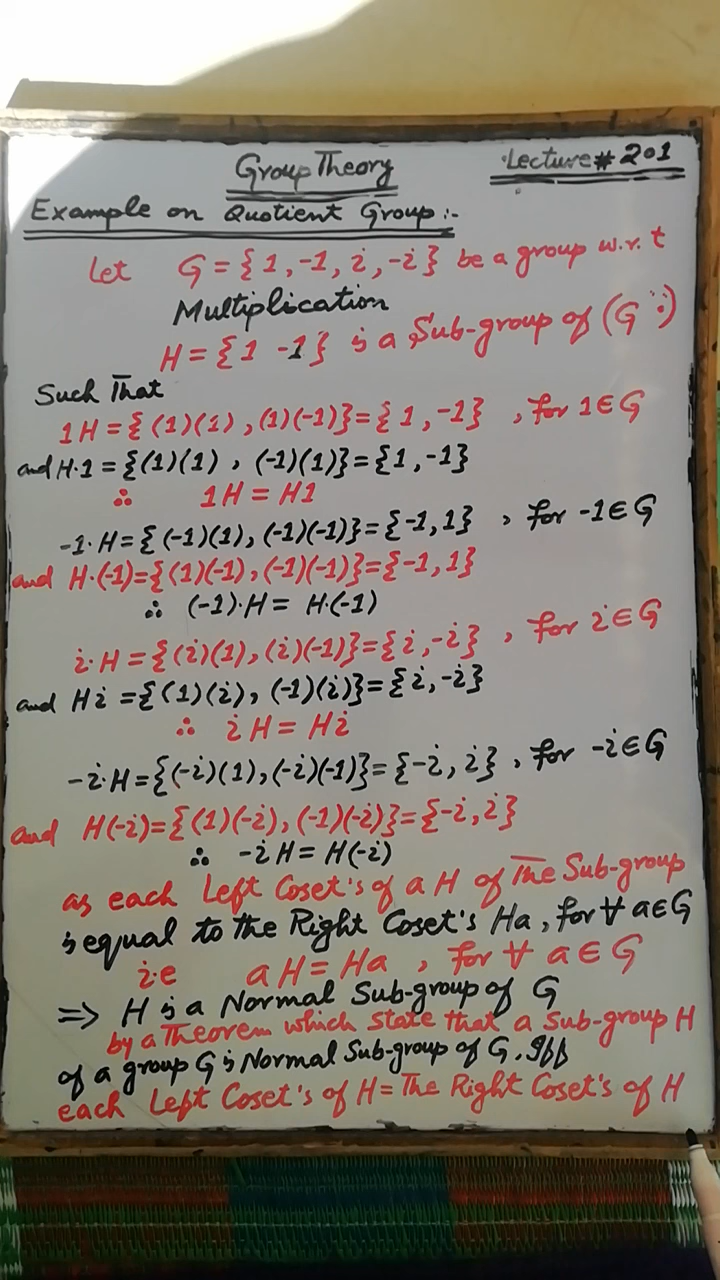 Group Theory
Lecture # 201
Example on Quotient Group :-
Let G = {1, -1, i, -i} be a group w.r.t
Multiplication
H = {1 -1} is a Sub-group of (G ·)
Such That
1H = {(1)(1), (1)(-1)} = {1, -1} , for 1∈G
and H·1 = {(1)(1), (-1)(1)} = {1, -1}
∴ 1H = H1
-1·H = {(-1)(1), (-1)(-1)} = {-1, 1} , for -1∈G
and H·(-1) = {(1)(-1), (-1)(-1)} = {-1, 1}
∴ (-1)·H = H·(-1)
i·H = {(i)(1), (i)(-1)} = {i, -i} , for i∈G
and Hi = {(1)(i), (-1)(i)} = {i, -i}
∴ iH = Hi
-i·H = {(-i)(1), (-i)(-1)} = {-i, i} , for -i∈G
and H(-i) = {(1)(-i), (-1)(-i)} = {-i, i}
∴ -iH = H(-i)
as each Left Coset's of a H of The Sub-group
is equal to the Right Coset's Ha, for ∀ a∈G
i.e aH = Ha , for ∀ a∈G
⇒ H is a Normal Sub-group of G
by a Theorem which state that a Sub-group H
of a group G is Normal Sub-group of G. Iff
each Left Coset's of H = The Right Coset's of H